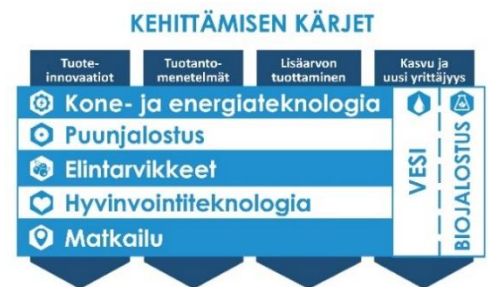 KEHITTÄMISEN KÄRJET
Tuote-
innovaatiot
Tuotanto-
menetelmät
Lisäarvon
tuottaminen
Kasvu ja
uusi yrittäjyys
Kone- ja energiateknologia
Puunjalostus
Elintarvikkeet
Hyvinvointiteknologia
Matkailu
VESI
BIOJALOSTUS